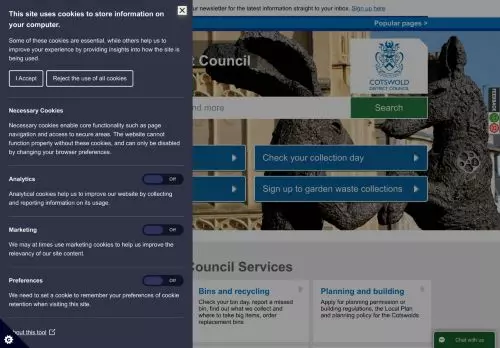 This site uses cookies to store information on
your computer.
Some of these cookies are essential, while others help us to
improve your experience by providing insights into how the site is
being used.
I Accept
Reject the use of all cookies
Necessary Cookies
Necessary cookies enable core functionality such as page
navigation and access to secure areas. The website cannot
function properly without these cookies, and can only be disabled
by changing your browser preferences.
Analytics
Off
Analytical cookies help us to improve our website by collecting
and reporting information on its usage.
Marketing
Off
We may at times use marketing cookies to help us improve the
relevancy of our site content.
Preferences
Off
We need to set a cookie to remember your preferences of cookie
retention when visiting this site.
bout this tool
ur newsletter for the latest information straight to your inbox. Sign up here
Popular pages >
t Council
COTSWOLD
DISTRICT COUNCIL
nd more
Search
Check your collection day
Sign up to garden waste collections
Council Services
Bins and recycling
Check your bin day, report a missed
bin, find out what we collect and
where to take big items, order
replacement bins
Planning and building
Apply for planning permission or
building regulations, the Local Plan
and planning policy for the Cotswolds
Chat with us